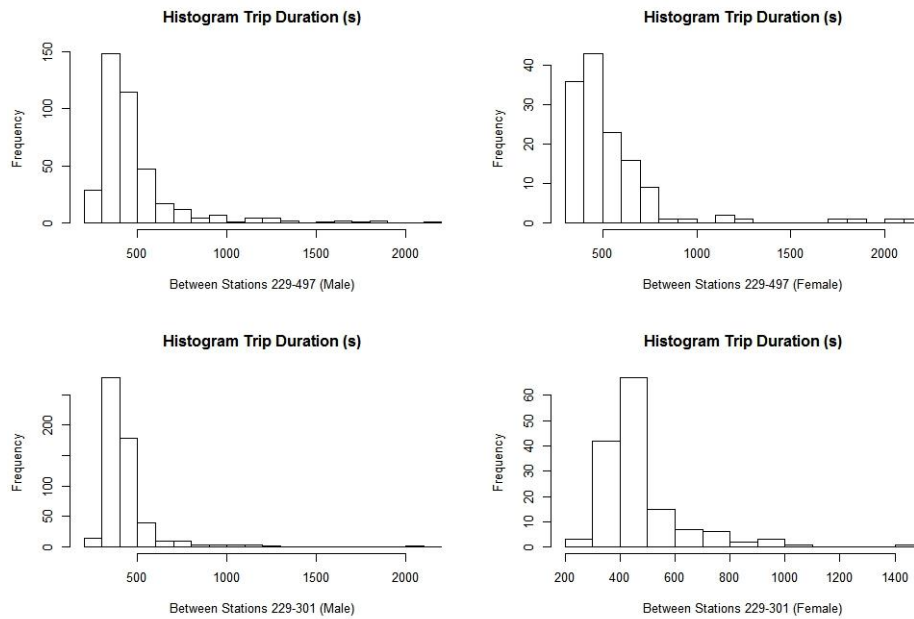 Histogram Trip Duration (s)
Frequency
0
50
100
150
500 1000 1500 2000
Between Stations 229-497 (Male)
Histogram Trip Duration (s)
Frequency
0
10
20
30
40
500 1000 1500 2000
Between Stations 229-497 (Female)
Histogram Trip Duration (s)
Frequency
0
50
100
200
500 1000 1500 2000
Between Stations 229-301 (Male)
Histogram Trip Duration (s)
Frequency
0
10
20
30
40
50
60
200 400 600 800 1000 1200 1400
Between Stations 229-301 (Female)